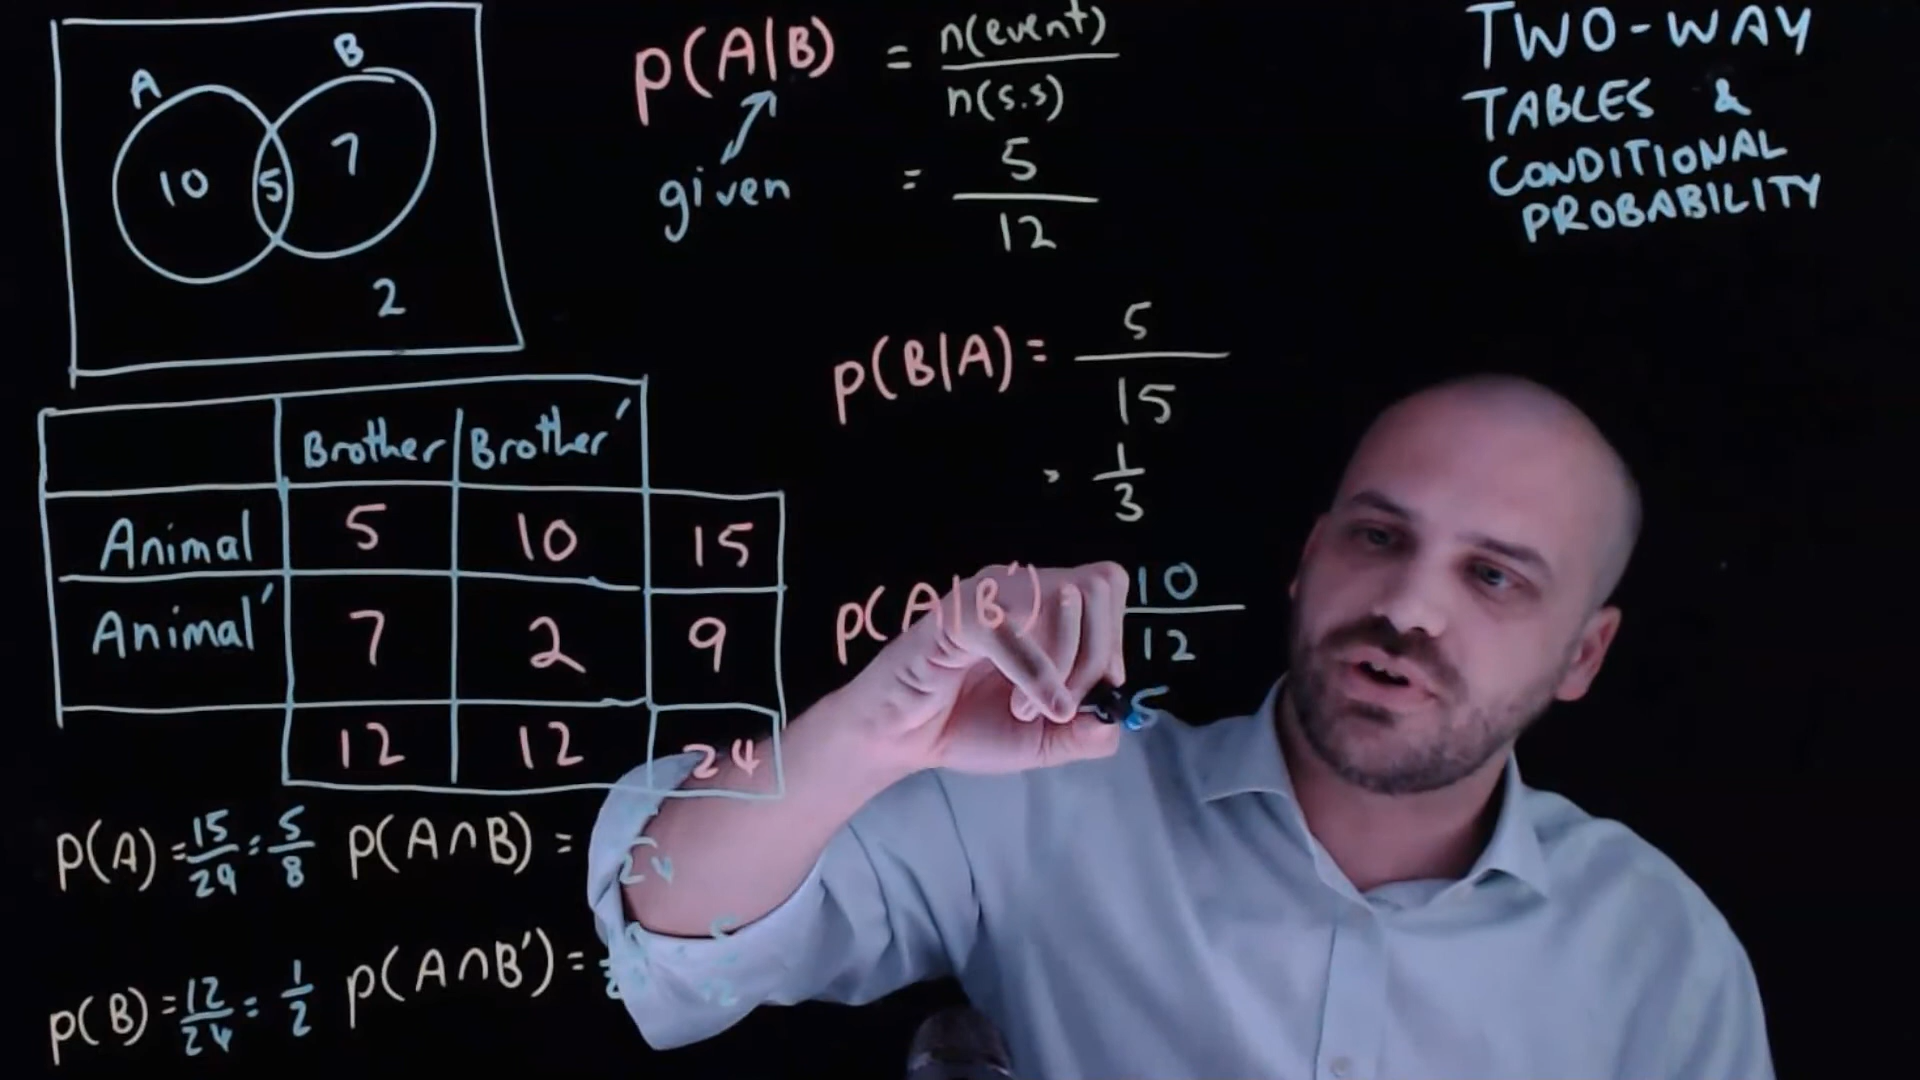 A
B
10
5
7
2
p(A|B) = n(event)/n(s.s)
given
= 5/12
TWO-WAY
TABLES &
CONDITIONAL
PROBABILITY
p(B|A) = 5/15
= 1/3
p(A|B') = 10/12
5
Brother Brother'
Animal 5 10 15
Animal' 7 2 9
12 12 24
p(A) = 15/24 = 5/8 p(A∩B) = /24
p(B) = 12/24 = 1/2 p(A∩B') =